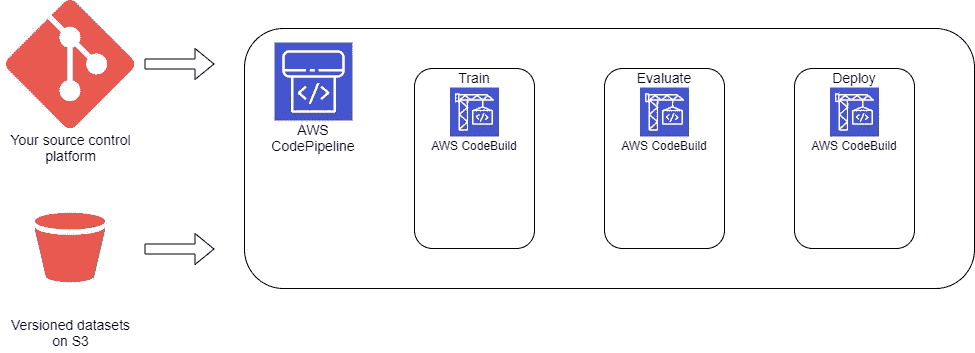 Your source control
platform
Versioned datasets
on S3
AWS
CodePipeline
Train
AWS CodeBuild
Evaluate
AWS CodeBuild
Deploy
AWS CodeBuild